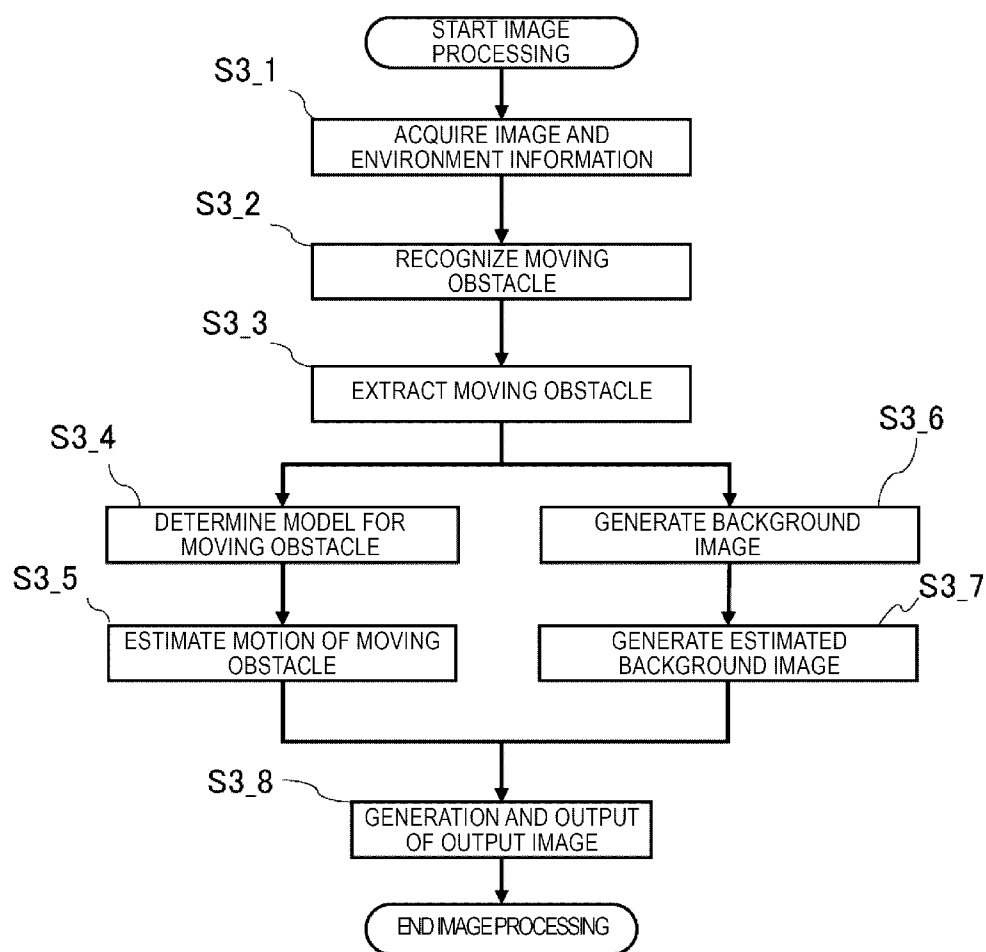 START IMAGE
PROCESSING
S3_1
ACQUIRE IMAGE AND
ENVIRONMENT INFORMATION
S3_2
RECOGNIZE MOVING
OBSTACLE
S3_3
EXTRACT MOVING OBSTACLE
S3_4
DETERMINE MODEL FOR
MOVING OBSTACLE
S3_5
ESTIMATE MOTION OF MOVING
OBSTACLE
S3_6
GENERATE BACKGROUND
IMAGE
S3_7
GENERATE ESTIMATED
BACKGROUND IMAGE
S3_8
GENERATION AND OUTPUT
OF OUTPUT IMAGE
END IMAGE PROCESSING